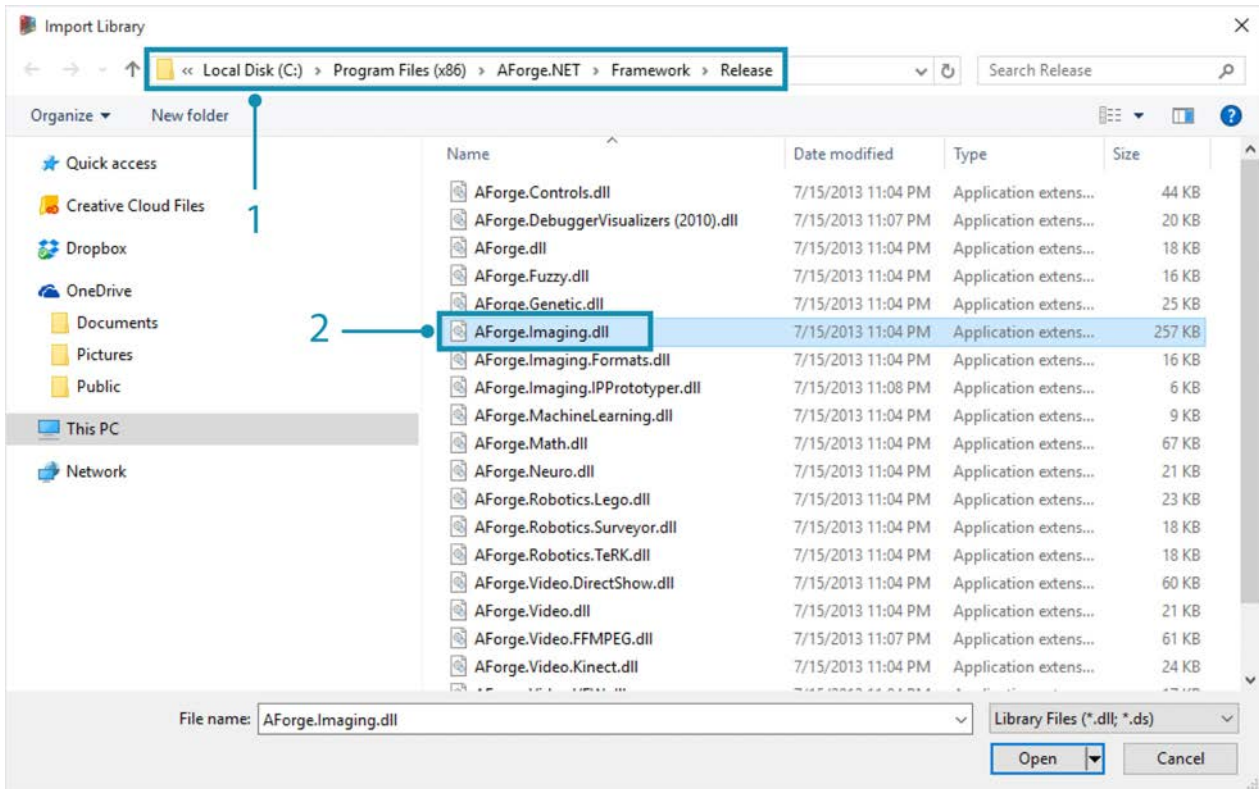 Import Library
« Local Disk (C:) › Program Files (x86) › AForge.NET › Framework › Release
Search Release
Organize New folder
1
Quick access
Creative Cloud Files
Dropbox
OneDrive
Documents
Pictures
Public
This PC
Network
2
Name Date modified Type Size
AForge.Controls.dll 7/15/2013 11:04 PM Application extens... 44 KB
AForge.DebuggerVisualizers (2010).dll 7/15/2013 11:07 PM Application extens... 20 KB
AForge.dll 7/15/2013 11:04 PM Application extens... 18 KB
AForge.Fuzzy.dll 7/15/2013 11:04 PM Application extens... 16 KB
AForge.Genetic.dll 7/15/2013 11:04 PM Application extens... 25 KB
AForge.Imaging.dll 7/15/2013 11:04 PM Application extens... 257 KB
AForge.Imaging.Formats.dll 7/15/2013 11:04 PM Application extens... 16 KB
AForge.Imaging.IPPrototyper.dll 7/15/2013 11:08 PM Application extens... 6 KB
AForge.MachineLearning.dll 7/15/2013 11:04 PM Application extens... 9 KB
AForge.Math.dll 7/15/2013 11:04 PM Application extens... 67 KB
AForge.Neuro.dll 7/15/2013 11:04 PM Application extens... 21 KB
AForge.Robotics.Lego.dll 7/15/2013 11:04 PM Application extens... 23 KB
AForge.Robotics.Surveyor.dll 7/15/2013 11:04 PM Application extens... 18 KB
AForge.Robotics.TeRK.dll 7/15/2013 11:04 PM Application extens... 18 KB
AForge.Video.DirectShow.dll 7/15/2013 11:04 PM Application extens... 60 KB
AForge.Video.dll 7/15/2013 11:04 PM Application extens... 21 KB
AForge.Video.FFMPEG.dll 7/15/2013 11:07 PM Application extens... 61 KB
AForge.Video.Kinect.dll 7/15/2013 11:04 PM Application extens... 24 KB
File name: AForge.Imaging.dll Library Files (*.dll; *.ds)
Open Cancel